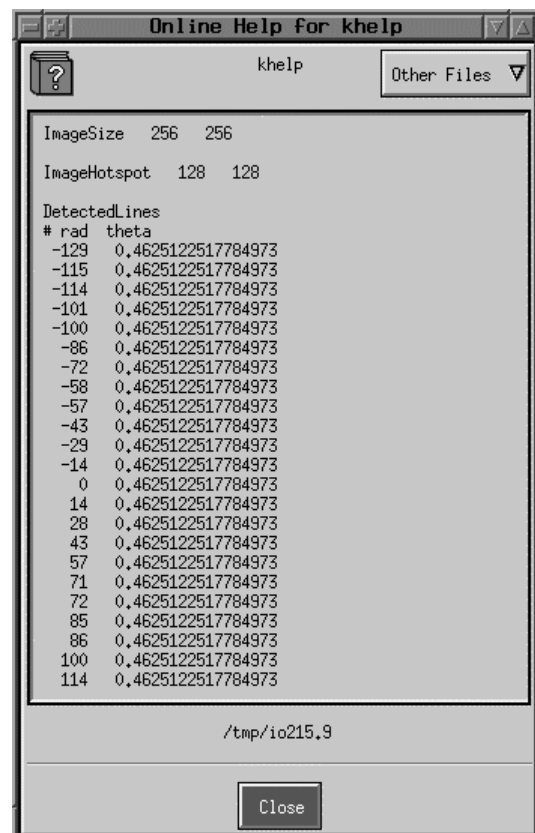 Online Help for khelp
khelp
Other Files
ImageSize 256 256
ImageHotspot 128 128
DetectedLines
# rad theta
-129 0.4625122517784973
-115 0.4625122517784973
-114 0.4625122517784973
-101 0.4625122517784973
-100 0.4625122517784973
-86 0.4625122517784973
-72 0.4625122517784973
-58 0.4625122517784973
-57 0.4625122517784973
-43 0.4625122517784973
-29 0.4625122517784973
-14 0.4625122517784973
0 0.4625122517784973
14 0.4625122517784973
28 0.4625122517784973
43 0.4625122517784973
57 0.4625122517784973
71 0.4625122517784973
72 0.4625122517784973
85 0.4625122517784973
86 0.4625122517784973
100 0.4625122517784973
114 0.4625122517784973
/tmp/io215.9
Close